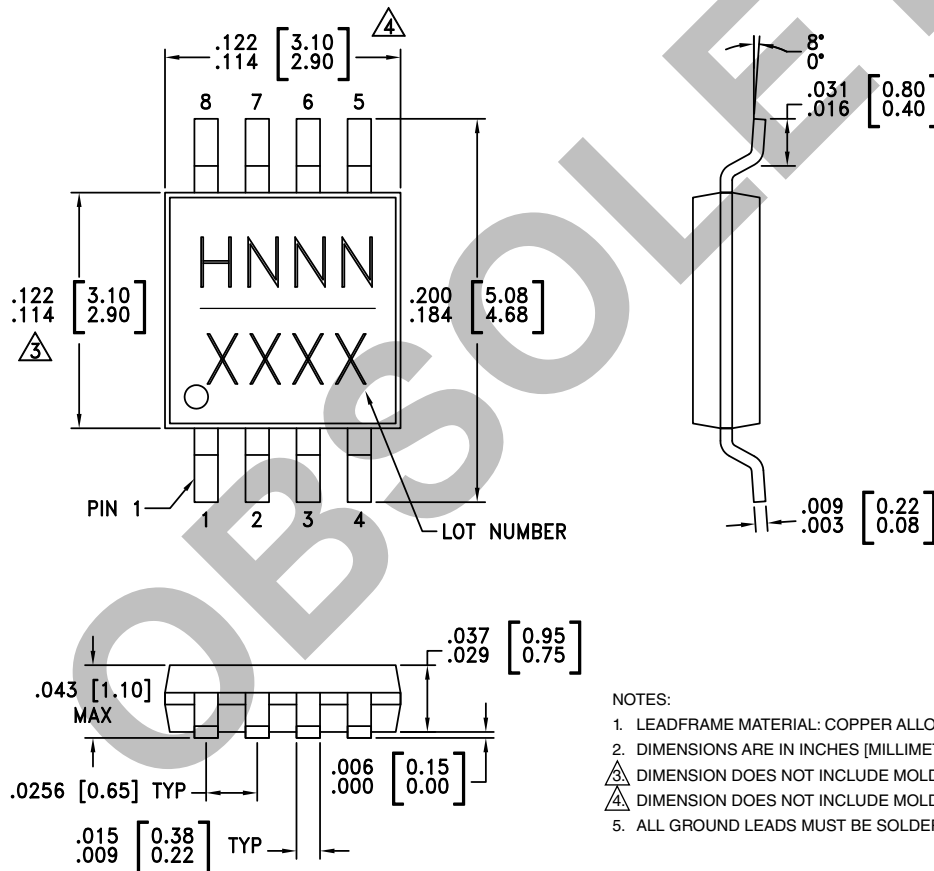 .122 [3.10]
.114 [2.90]
4
8 7 6 5
8°
0°
.031 [0.80]
.016 [0.40]
HNNN
XXXX
.122 [3.10]
.114 [2.90]
3
.200 [5.08]
.184 [4.68]
PIN 1
1 2 3 4
LOT NUMBER
.009 [0.22]
.003 [0.08]
.037 [0.95]
.029 [0.75]
.043 [1.10]
MAX
.0256 [0.65] TYP
.006 [0.15]
.000 [0.00]
.015 [0.38]
.009 [0.22]
TYP
NOTES:
1. LEADFRAME MATERIAL: COPPER ALLO
2. DIMENSIONS ARE IN INCHES [MILLIMET
3. DIMENSION DOES NOT INCLUDE MOLD
4. DIMENSION DOES NOT INCLUDE MOLD
5. ALL GROUND LEADS MUST BE SOLDER
OBSOLE